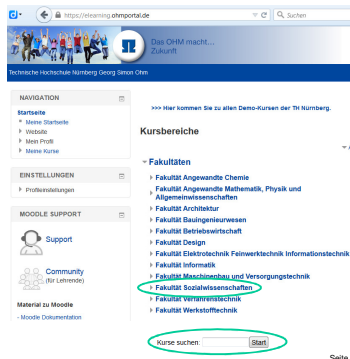 https://elearning.ohmportal.de
Suchen
Das OHM macht...
Zukunft
Technische Hochschule Nürnberg Georg Simon Ohm
NAVIGATION
Startseite
Meine Startseite
Website
Mein Profil
Meine Kurse
EINSTELLUNGEN
Profileinstellungen
MOODLE SUPPORT
Support
Community
(für Lehrende)
Material zu Moodle
- Moodle Dokumentation
>>> Hier kommen Sie zu allen Demo-Kursen der TH Nürnberg.
Kursbereiche
Fakultäten
Fakultät Angewandte Chemie
Fakultät Angewandte Mathematik, Physik und
Allgemeinwissenschaften
Fakultät Architektur
Fakultät Bauingenieurwesen
Fakultät Betriebswirtschaft
Fakultät Design
Fakultät Elektrotechnik Feinwerktechnik Informationstechnik
Fakultät Informatik
Fakultät Maschinenbau und Versorgungstechnik
Fakultät Sozialwissenschaften
Fakultät Verfahrenstechnik
Fakultät Werkstofftechnik
Kurse suchen:
Start
Seite